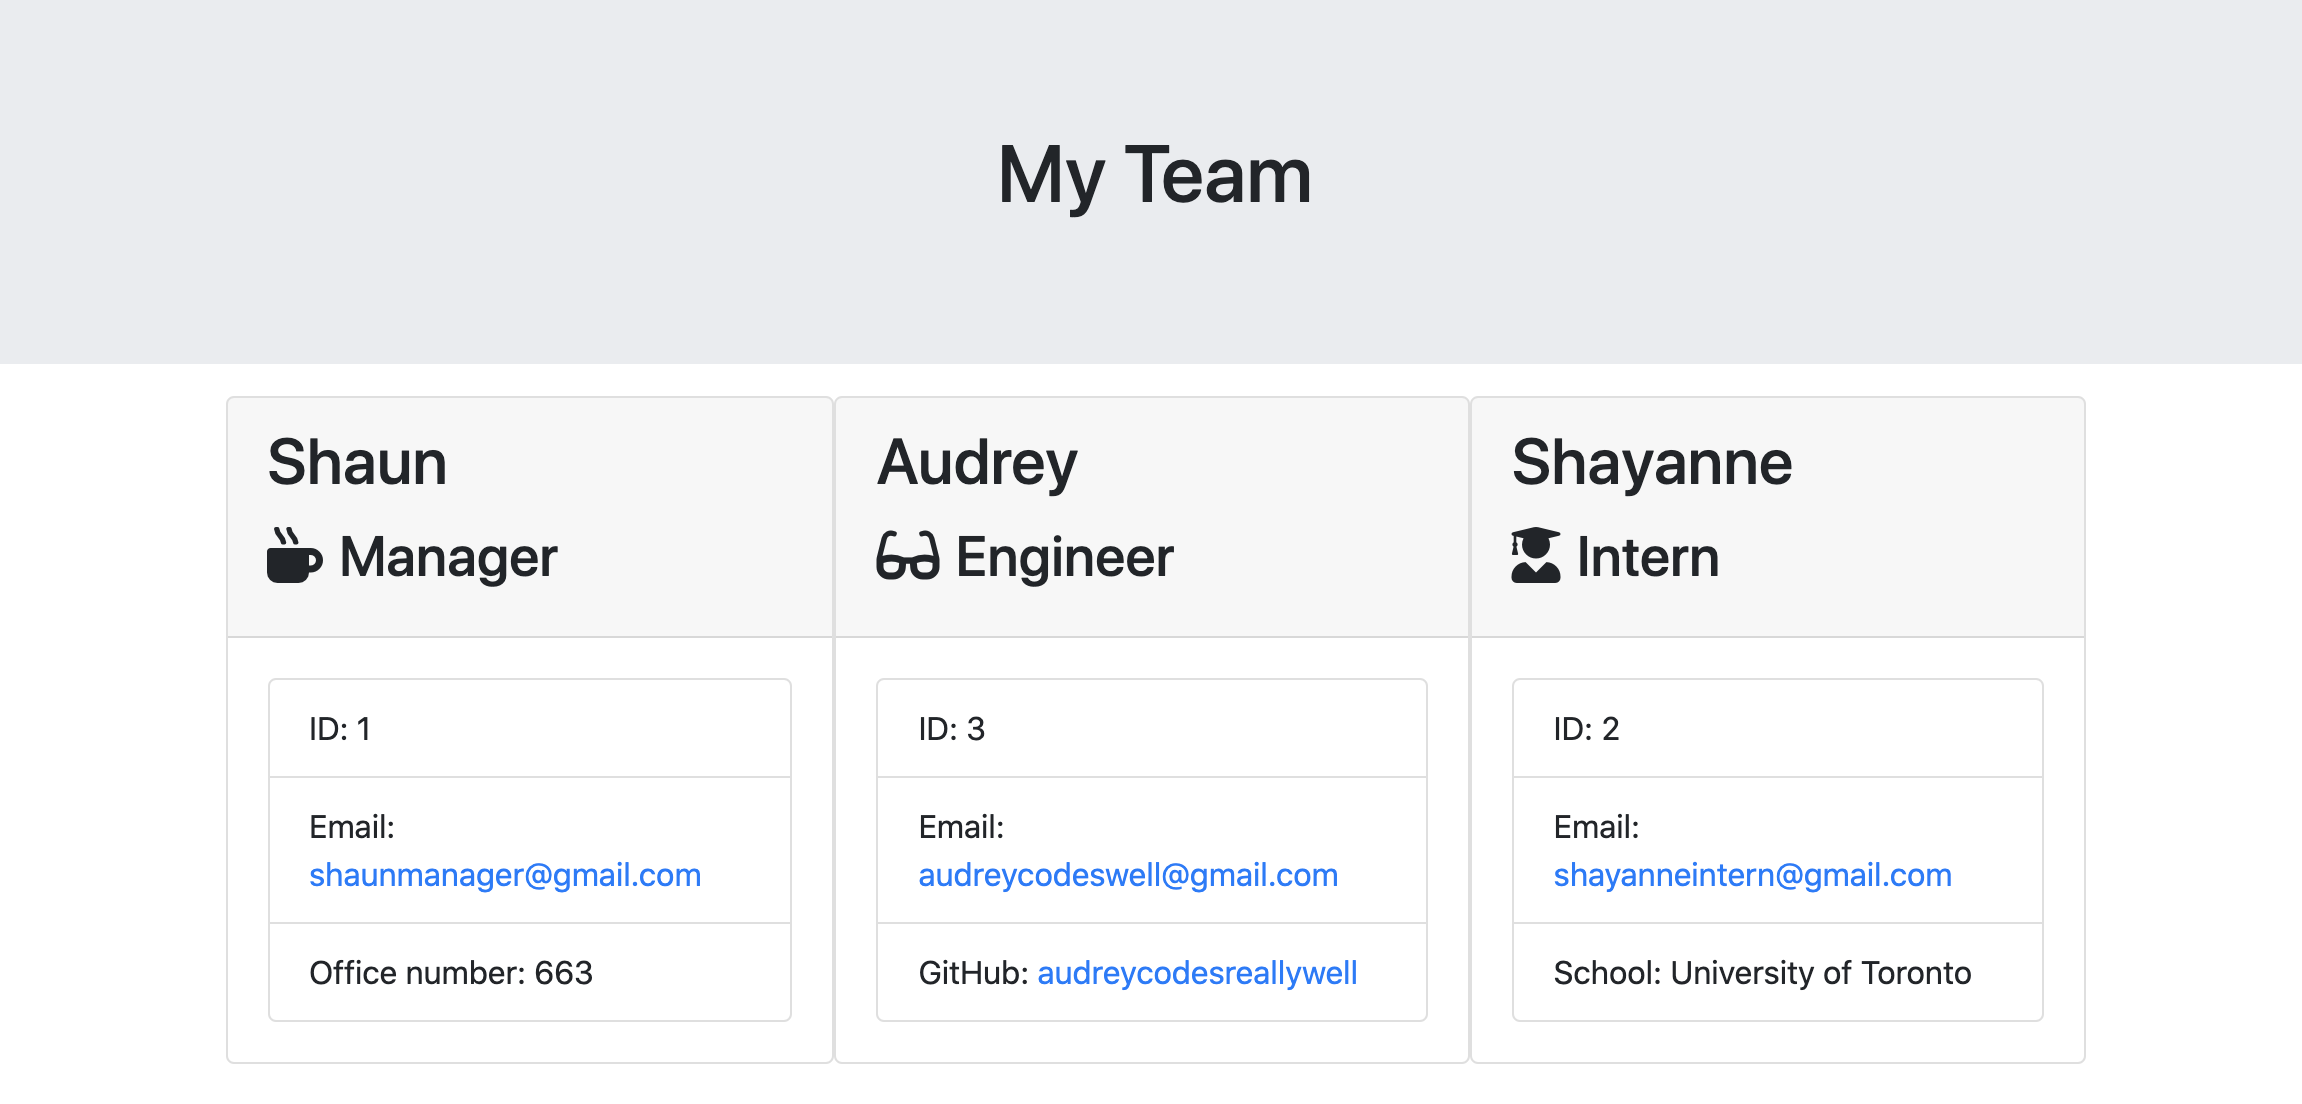 My Team
Shaun
Manager
ID: 1
Email:
shaunmanager@gmail.com
Office number: 663
Audrey
Engineer
ID: 3
Email:
audreycodeswell@gmail.com
GitHub: audreycodesreallywell
Shayanne
Intern
ID: 2
Email:
shayanneintern@gmail.com
School: University of Toronto